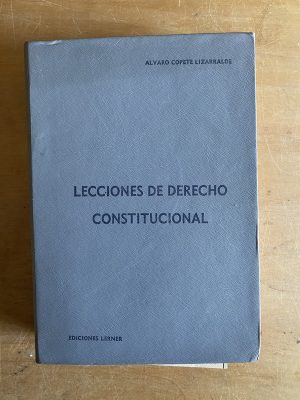 ALVARO COPETE LIZARRALDE
LECCIONES DE DERECHO
CONSTITUCIONAL
EDICIONES LERNER